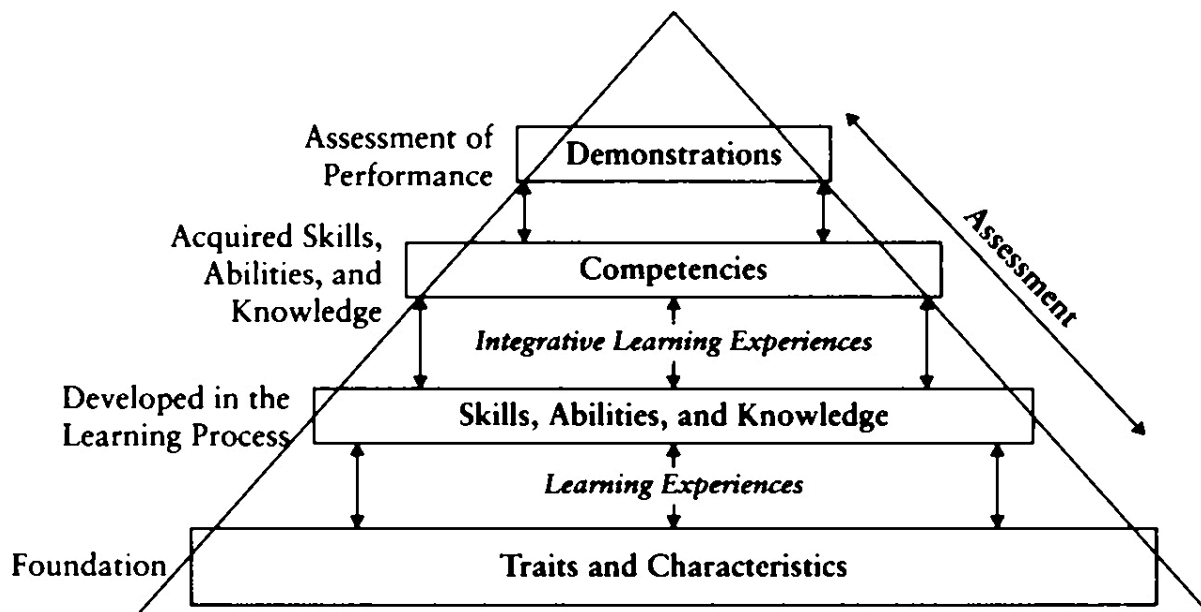 Assessment of
Performance
Demonstrations
Acquired Skills,
Abilities, and
Knowledge
Competencies
Assessment
Integrative Learning Experiences
Developed in the
Learning Process
Skills, Abilities, and Knowledge
Learning Experiences
Foundation
Traits and Characteristics